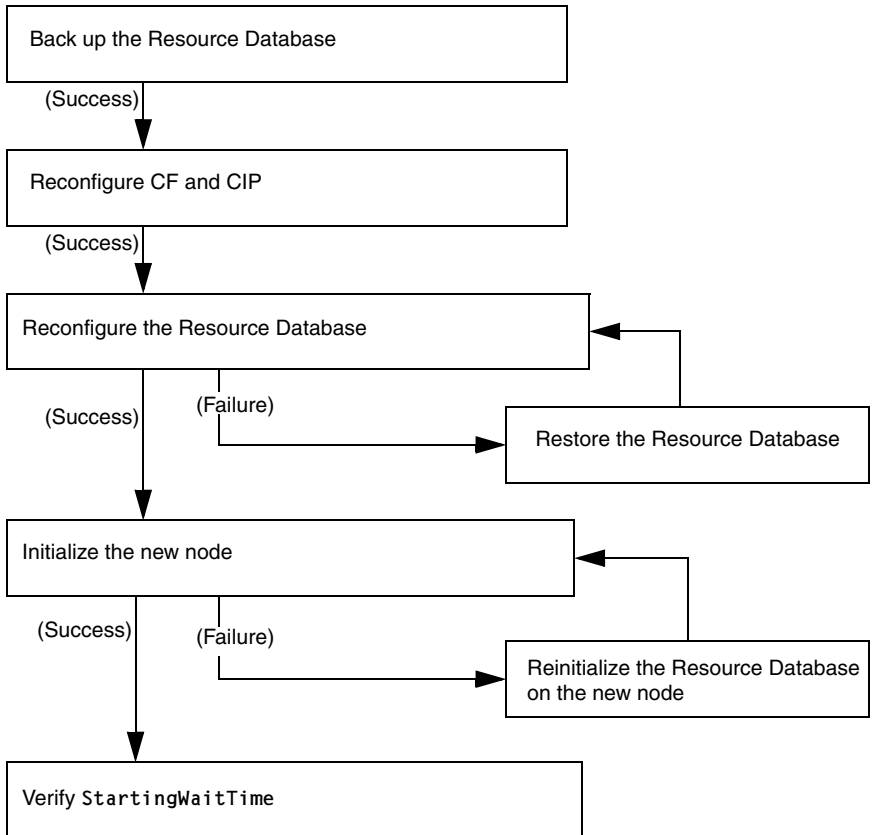 Back up the Resource Database
(Success)
Reconfigure CF and CIP
(Success)
Reconfigure the Resource Database
(Success)
(Failure)
Restore the Resource Database
Initialize the new node
(Success)
(Failure)
Reinitialize the Resource Database
on the new node
Verify StartingWaitTime